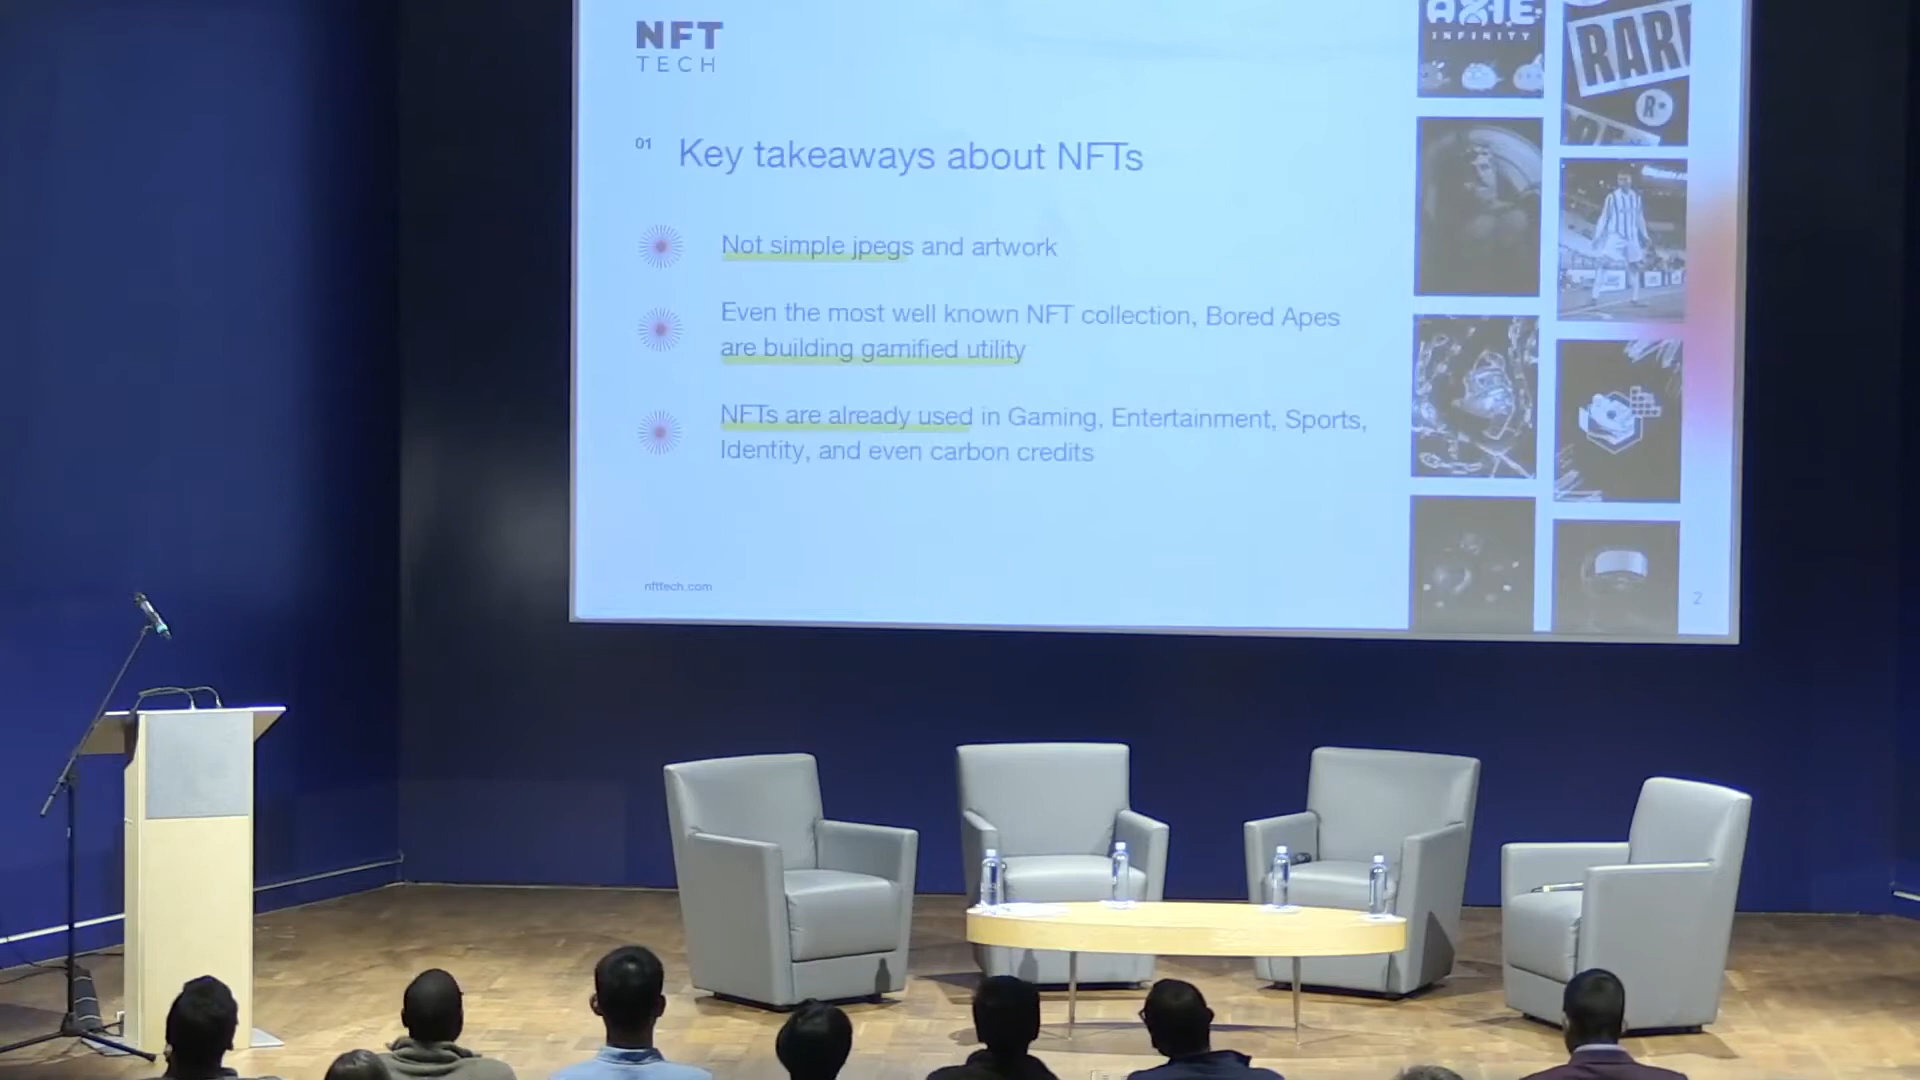 NFT
TECH
01
Key takeaways about NFTs
Not simple jpegs and artwork
Even the most well known NFT collection, Bored Apes
are building gamified utility
NFTs are already used in Gaming, Entertainment, Sports,
Identity, and even carbon credits
nfttech.com
2
AXIE
INFINITY
RARI
R